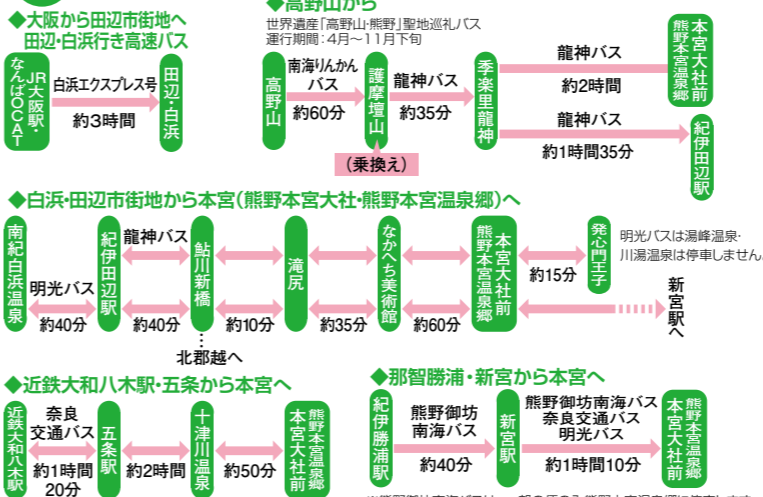 ◆大阪から田辺市街地へ
田辺・白浜行き高速バス
JR大阪駅・
なんばOCAT
白浜エクスプレス号
約3時間
田辺・白浜
◆高野山から
世界遺産「高野山・熊野」聖地巡礼バス
運行期間：4月～11月下旬
高野山
南海りんかん
バス
約60分
護摩壇山
（乗換え）
龍神バス
約35分
季楽里龍神
龍神バス
約2時間
本宮大社前
熊野本宮温泉郷
龍神バス
約1時間35分
紀伊田辺駅
◆白浜・田辺市街地から本宮（熊野本宮大社・熊野本宮温泉郷）へ
南紀白浜温泉
明光バス
約40分
紀伊田辺駅
龍神バス
約40分
鮎川新橋
北郡越へ
約10分
滝尻
約35分
なかへち美術館
約60分
本宮大社前
熊野本宮温泉郷
約15分
発心門王子
明光バスは湯峰温泉・
川湯温泉は停車しません。
新宮駅へ
◆近鉄大和八木駅・五条から本宮へ
近鉄大和八木駅
奈良
交通バス
約1時間
20分
五条駅
約2時間
十津川温泉
約50分
熊野本宮温泉郷
本宮大社前
◆那智勝浦・新宮から本宮へ
紀伊勝浦駅
熊野御坊
南海バス
約40分
新宮駅
熊野御坊南海バス
奈良交通バス
明光バス
約1時間10分
熊野本宮温泉郷
本宮大社前